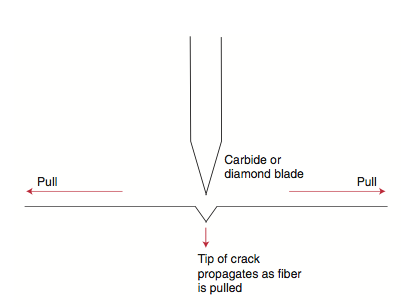 Carbide or
diamond blade
Pull
Pull
Tip of crack
propagates as fiber
is pulled